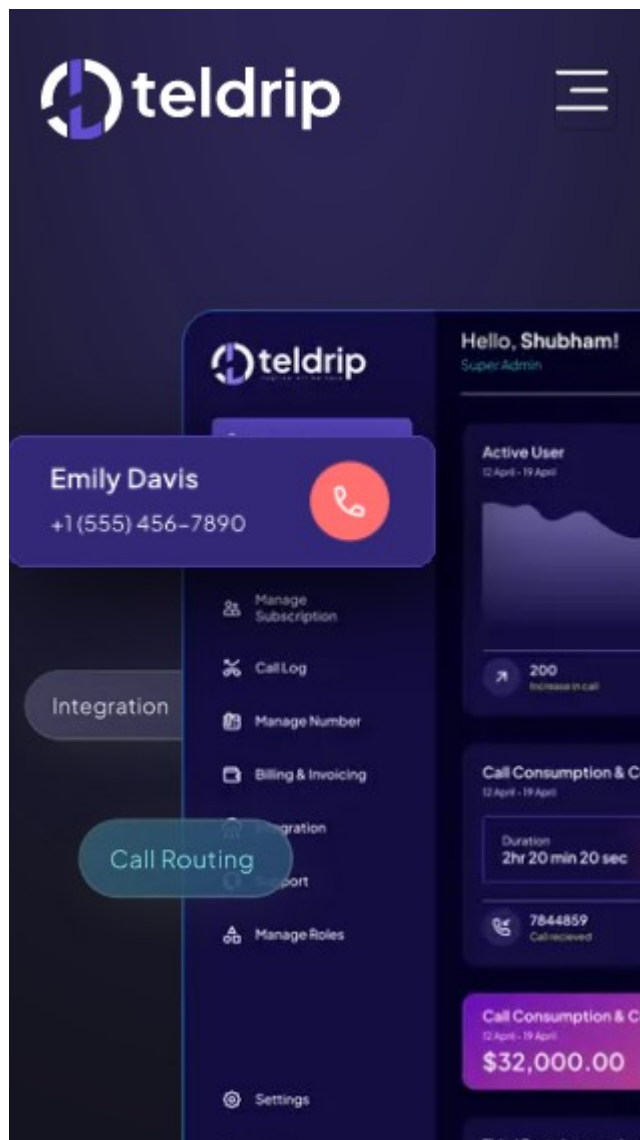 teldrip
teldrip
Hello, Shubham!
Super Admin
Emily Davis
+1 (555) 456-7890
Active User
12 April - 19 April
Manage
Subscription
200
Increase in call
Call Log
Integration
Manage Number
Billing & Invoicing
Call Consumption & C
12 April - 19 April
Duration
2hr 20 min 20 sec
gration
Call Routing
port
7844859
Call recieved
Manage Roles
Call Consumption & C
12 April - 19 April
$32,000.00
Settings